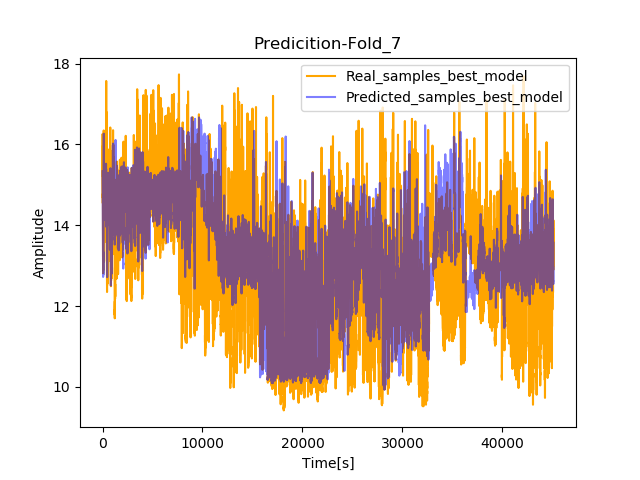 Predicition-Fold_7
Real_samples_best_model
Predicted_samples_best_model
18
16
14
12
10
Amplitude
0
10000
20000
30000
40000
Time[s]